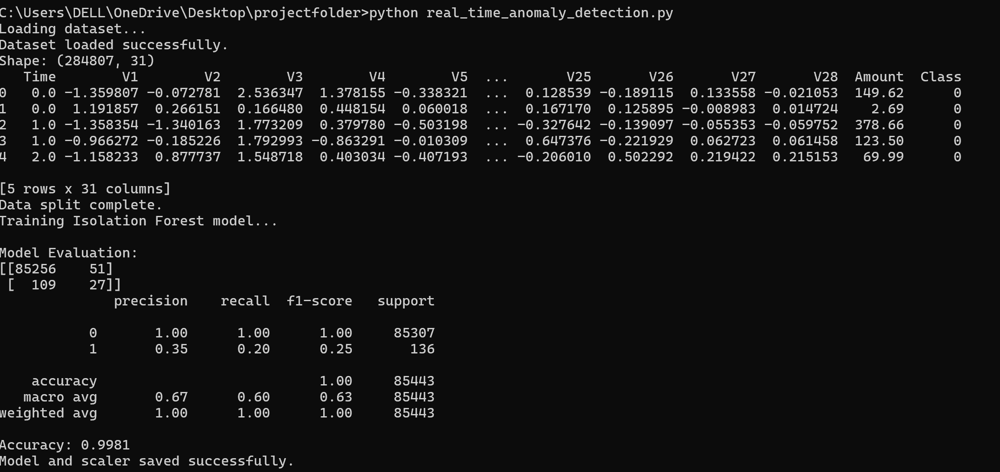 C:\Users\DELL\OneDrive\Desktop\projectfolder>python real_time_anomaly_detection.py
Loading dataset...
Dataset loaded successfully.
Shape: (284807, 31)
   Time        V1        V2        V3        V4        V5  ...       V25       V26       V27       V28  Amount  Class
0   0.0 -1.359807 -0.072781  2.536347  1.378155 -0.338321  ...  0.128539 -0.189115  0.133558 -0.021053  149.62      0
1   0.0  1.191857  0.266151  0.166480  0.448154  0.060018  ...  0.167170  0.125895 -0.008983  0.014724    2.69      0
2   1.0 -1.358354 -1.340163  1.773209  0.379780 -0.503198  ... -0.327642 -0.139097 -0.055353 -0.059752  378.66      0
3   1.0 -0.966272 -0.185226  1.792993 -0.863291 -0.010309  ...  0.647376 -0.221929  0.062723  0.061458  123.50      0
4   2.0 -1.158233  0.877737  1.548718  0.403034 -0.407193  ... -0.206010  0.502292  0.219422  0.215153   69.99      0
[5 rows x 31 columns]
Data split complete.
Training Isolation Forest model...
Model Evaluation:
[[85256    51]
 [  109    27]]
              precision    recall  f1-score   support
           0       1.00      1.00      1.00     85307
           1       0.35      0.20      0.25       136
    accuracy                           1.00     85443
   macro avg       0.67      0.60      0.63     85443
weighted avg       1.00      1.00      1.00     85443
Accuracy: 0.9981
Model and scaler saved successfully.